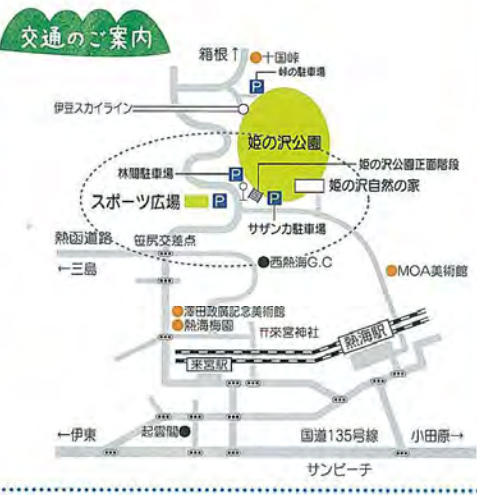 交通のご案内
箱根↑
十国峠
峠の駐車場
P
伊豆スカイライン
姫の沢公園
林間駐車場
P
姫の沢公園正面階段
姫の沢自然の家
スポーツ広場
P
P
サザンカ駐車場
熱函道路
笹尻交差点
←三島
西熱海G.C
MOA美術館
澤田政廣記念美術館
熱海梅園
来宮神社
熱海駅
来宮駅
←伊東
起雲閣
国道135号線
小田原→
サンビーチ